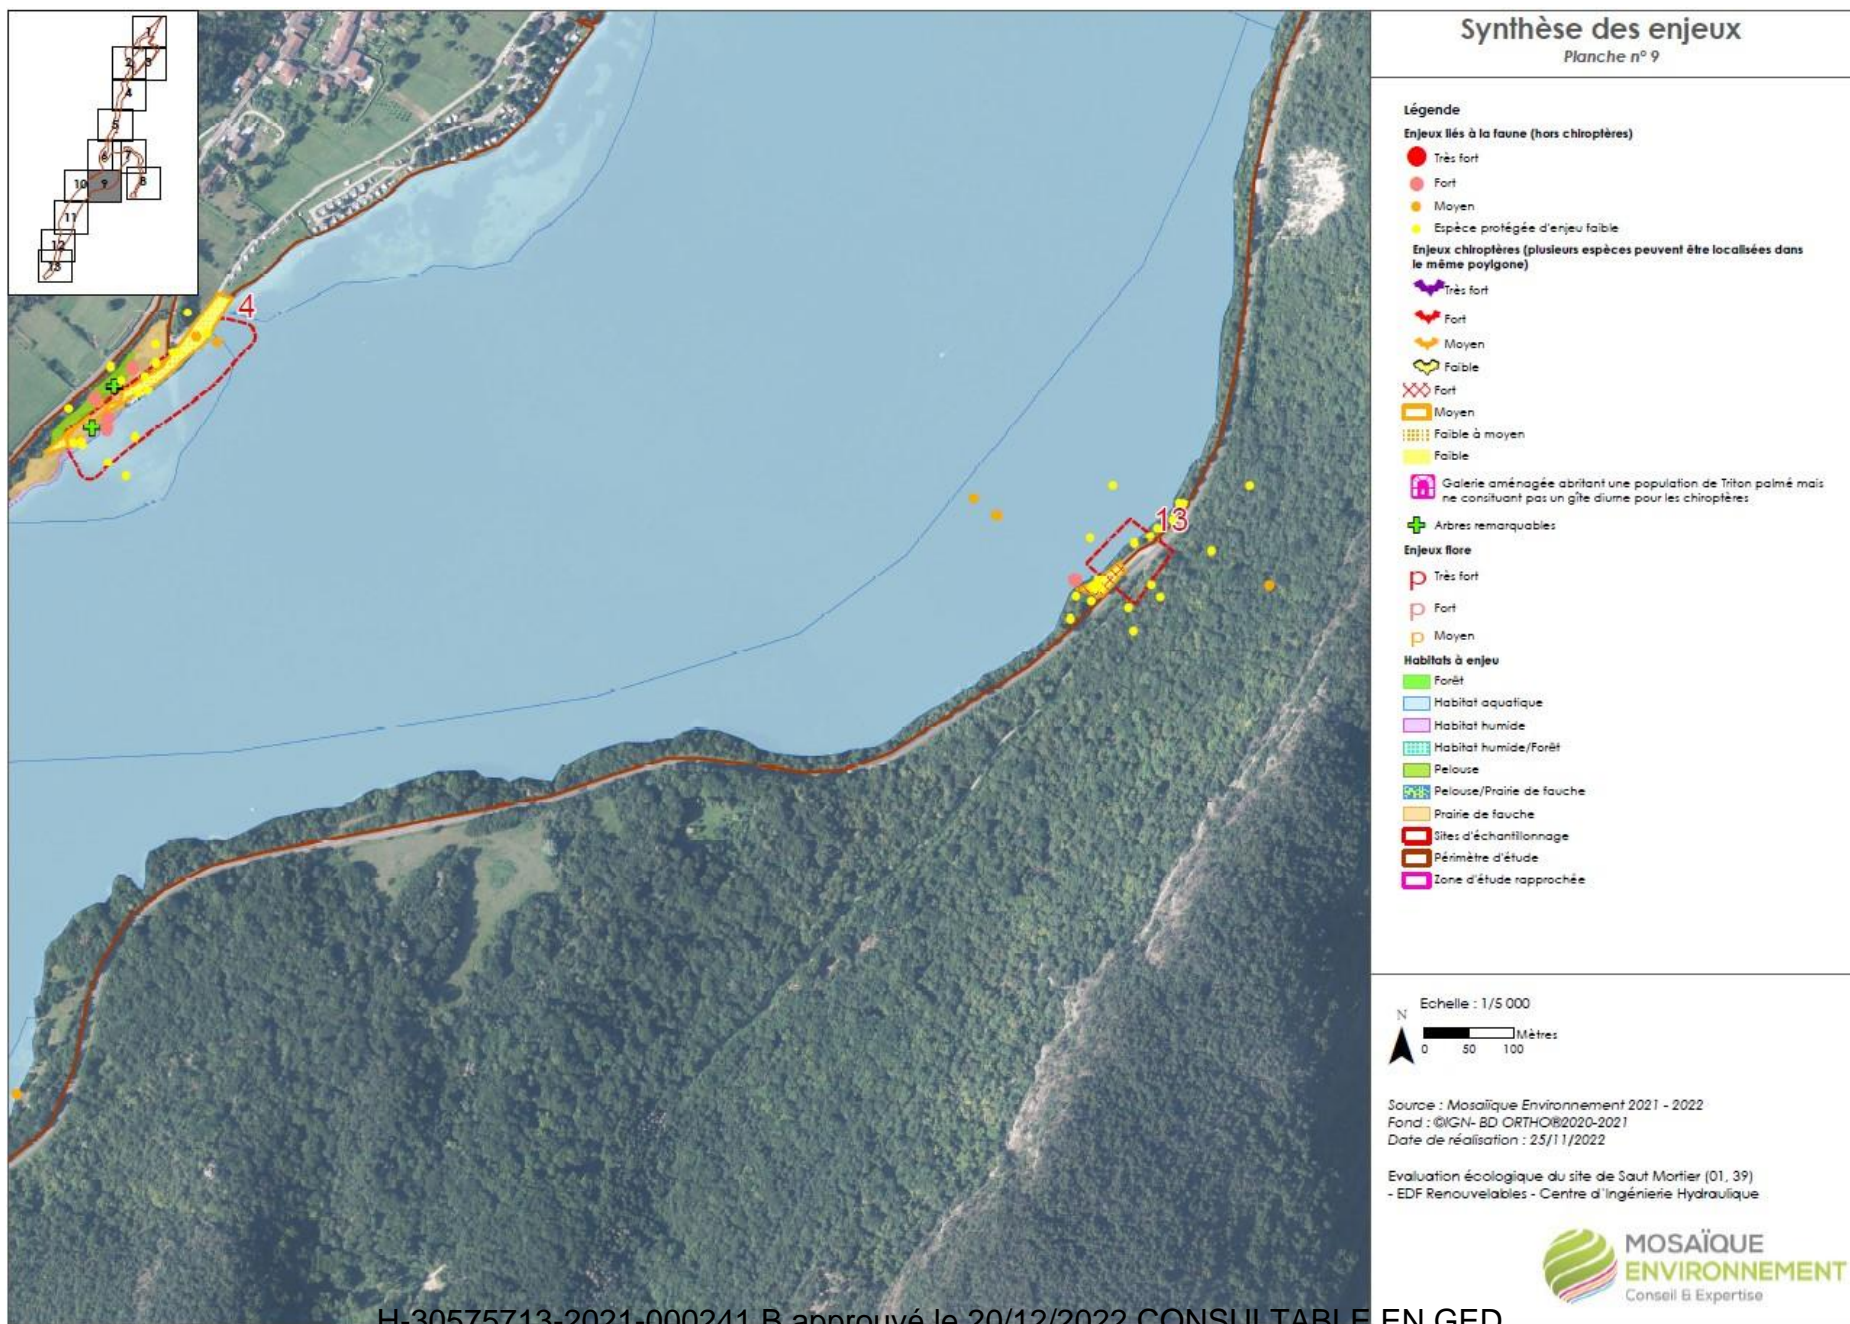 Synthèse des enjeux
Planche n° 9
1
2
3
4
5
6
7
8
10
9
11
12
13
4
13
Légende
Enjeux liés à la faune (hors chiroptères)
Très fort
Fort
Moyen
Espèce protégée d'enjeu faible
Enjeux chiroptères (plusieurs espèces peuvent être localisées dans
le même poylgone)
Très fort
Fort
Moyen
Faible
Fort
Moyen
Faible à moyen
Faible
Galerie aménagée abritant une population de Triton palmé mais
ne consituant pas un gîte diurne pour les chiroptères
Arbres remarquables
Enjeux flore
p Très fort
p Fort
p Moyen
Habitats à enjeu
Forêt
Habitat aquatique
Habitat humide
Habitat humide/Forêt
Pelouse
Pelouse/Prairie de fauche
Prairie de fauche
Sites d'échantillonnage
Périmètre d'étude
Zone d'étude rapprochée
Echelle : 1/5 000
N
Mètres
0 50 100
Source : Mosaïique Environnement 2021 - 2022
Fond : ©IGN- BD ORTHO®2020-2021
Date de réalisation : 25/11/2022
Evaluation écologique du site de Saut Mortier (01, 39)
- EDF Renouvelables - Centre d'Ingénierie Hydraulique
MOSAÏQUE
ENVIRONNEMENT
Conseil & Expertise
H-30575713-2021-000241 B approuvé le 20/12/2022 CONSULTABLE EN GED